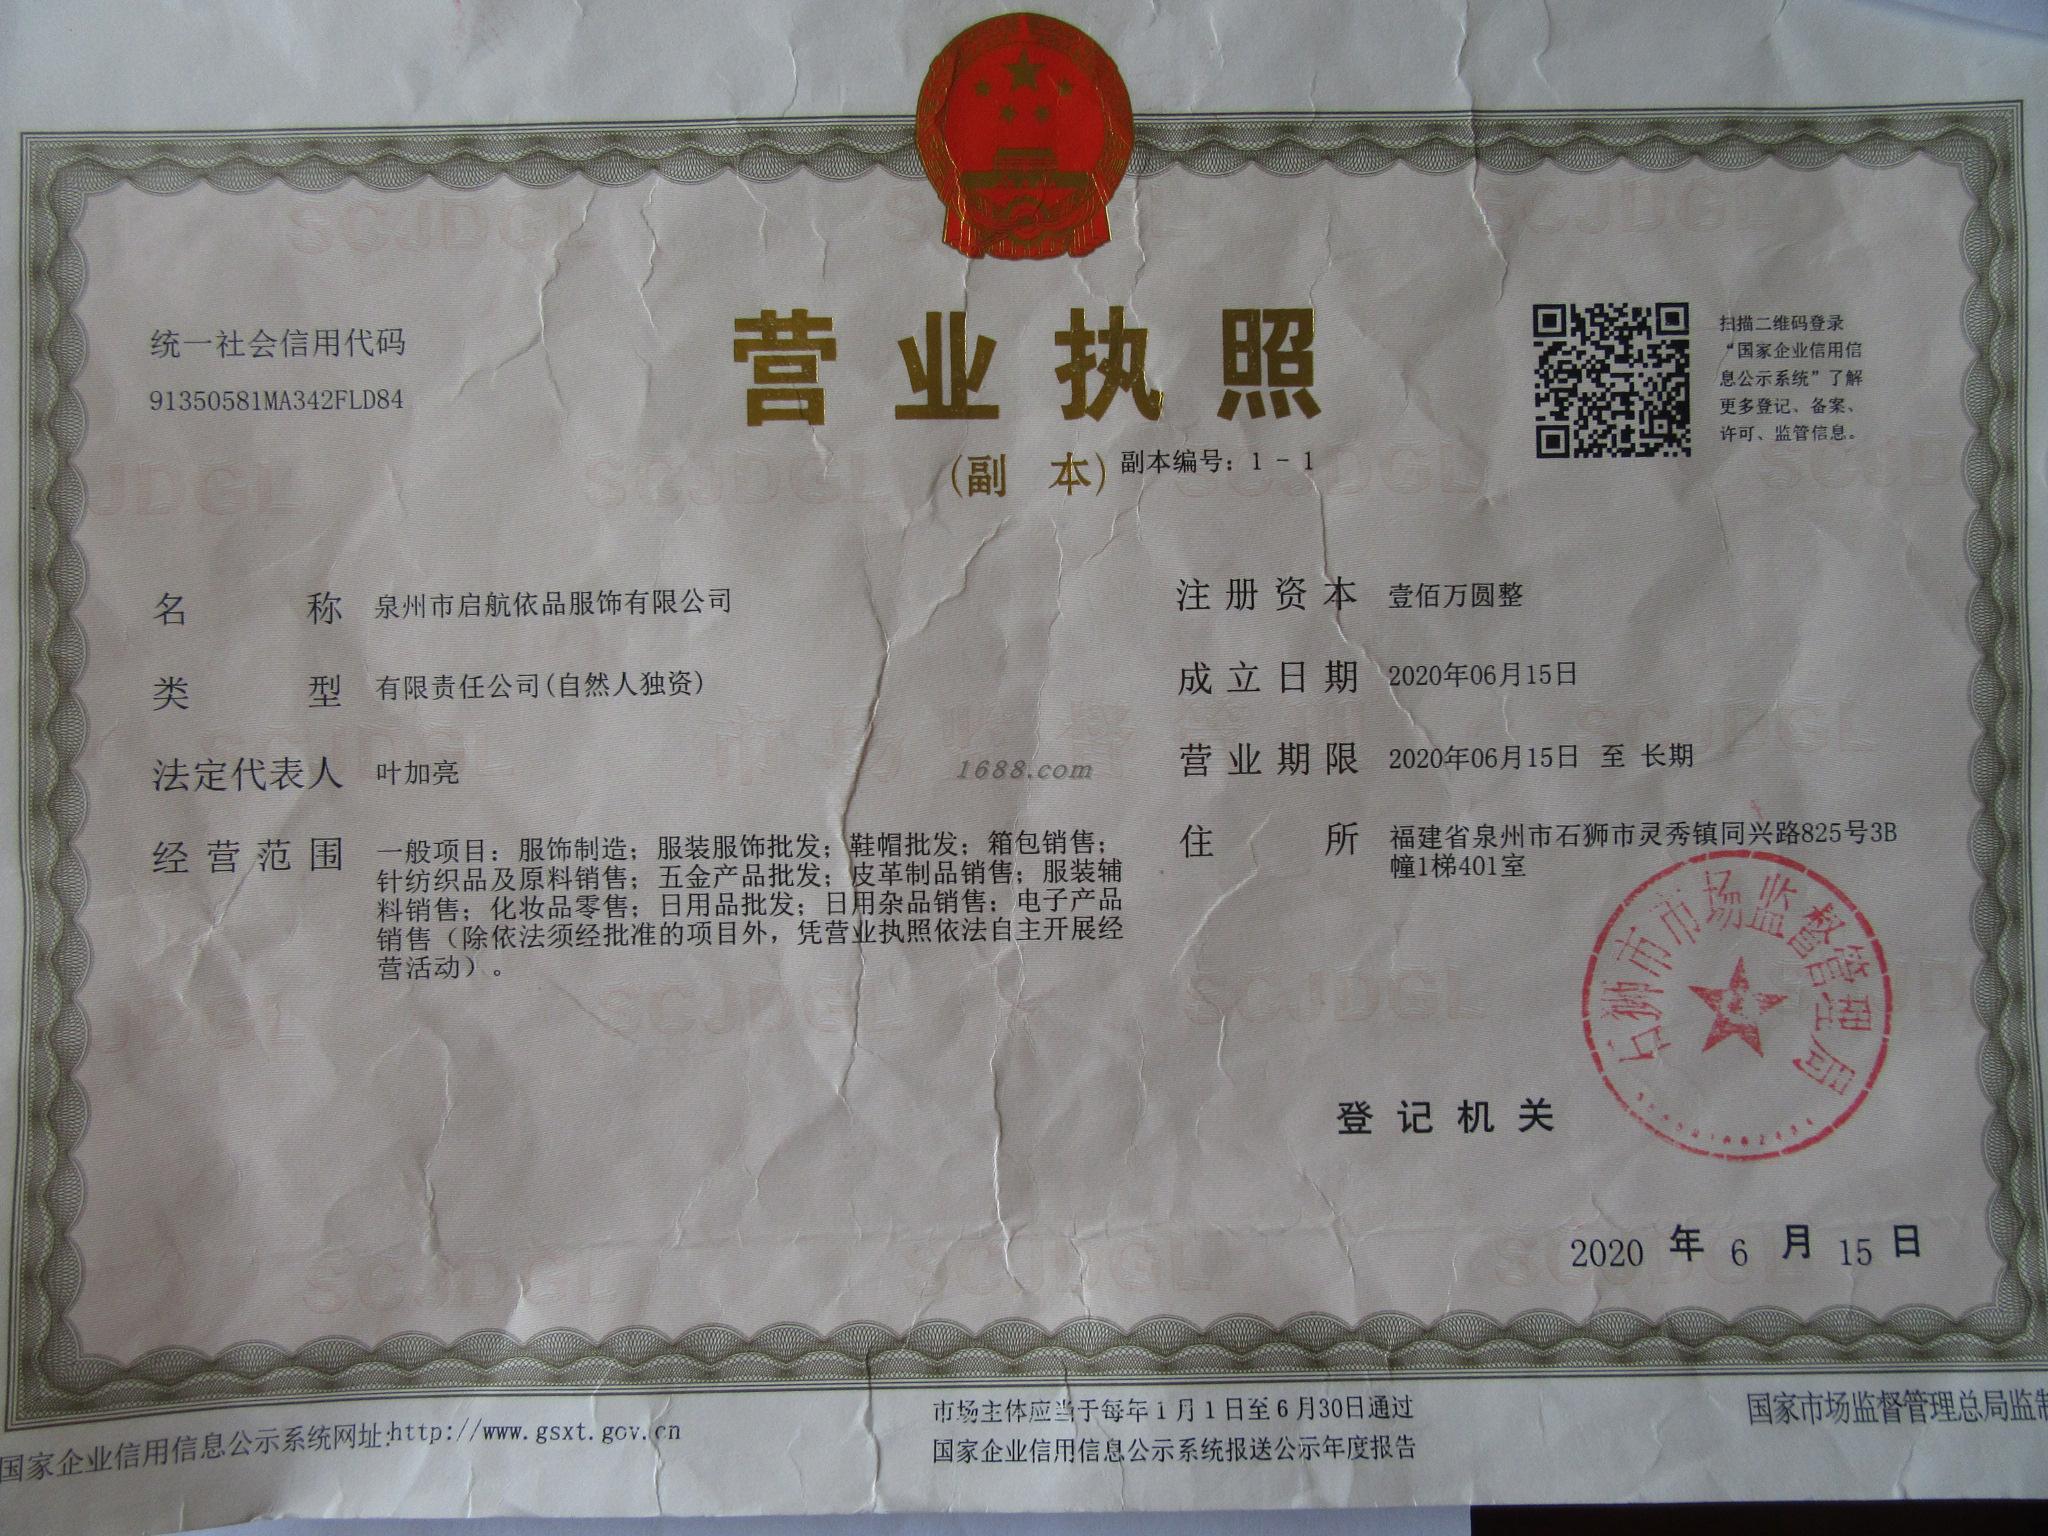 统一社会信用代码
91350581MA342FLD84
营业执照
(副 本) 副本编号：1 - 1
扫描二维码登录
“国家企业信用信
息公示系统”了解
更多登记、备案、
许可、监管信息。
名 称 泉州市启航依品服饰有限公司
类 型 有限责任公司(自然人独资)
法定代表人 叶加亮
经营范围 一般项目：服饰制造；服装服饰批发；鞋帽批发；箱包销售；
针纺织品及原料销售；五金产品批发；皮革制品销售；服装辅
料销售；化妆品零售；日用品批发；日用杂品销售；电子产品
销售（除依法须经批准的项目外，凭营业执照依法自主开展经
营活动）。
注册资本 壹佰万圆整
成立日期 2020年06月15日
营业期限 2020年06月15日 至 长期
住 所 福建省泉州市石狮市灵秀镇同兴路825号3B
幢1梯401室
1688.com
石狮市市场监督管理局
登记机关
2020 年 6 月 15 日
国家企业信用信息公示系统网址:http://www.gsxt.gov.cn
市场主体应当于每年1月1日至6月30日通过
国家企业信用信息公示系统报送公示年度报告
国家市场监督管理总局监制
SCJDGL
市场监督管理